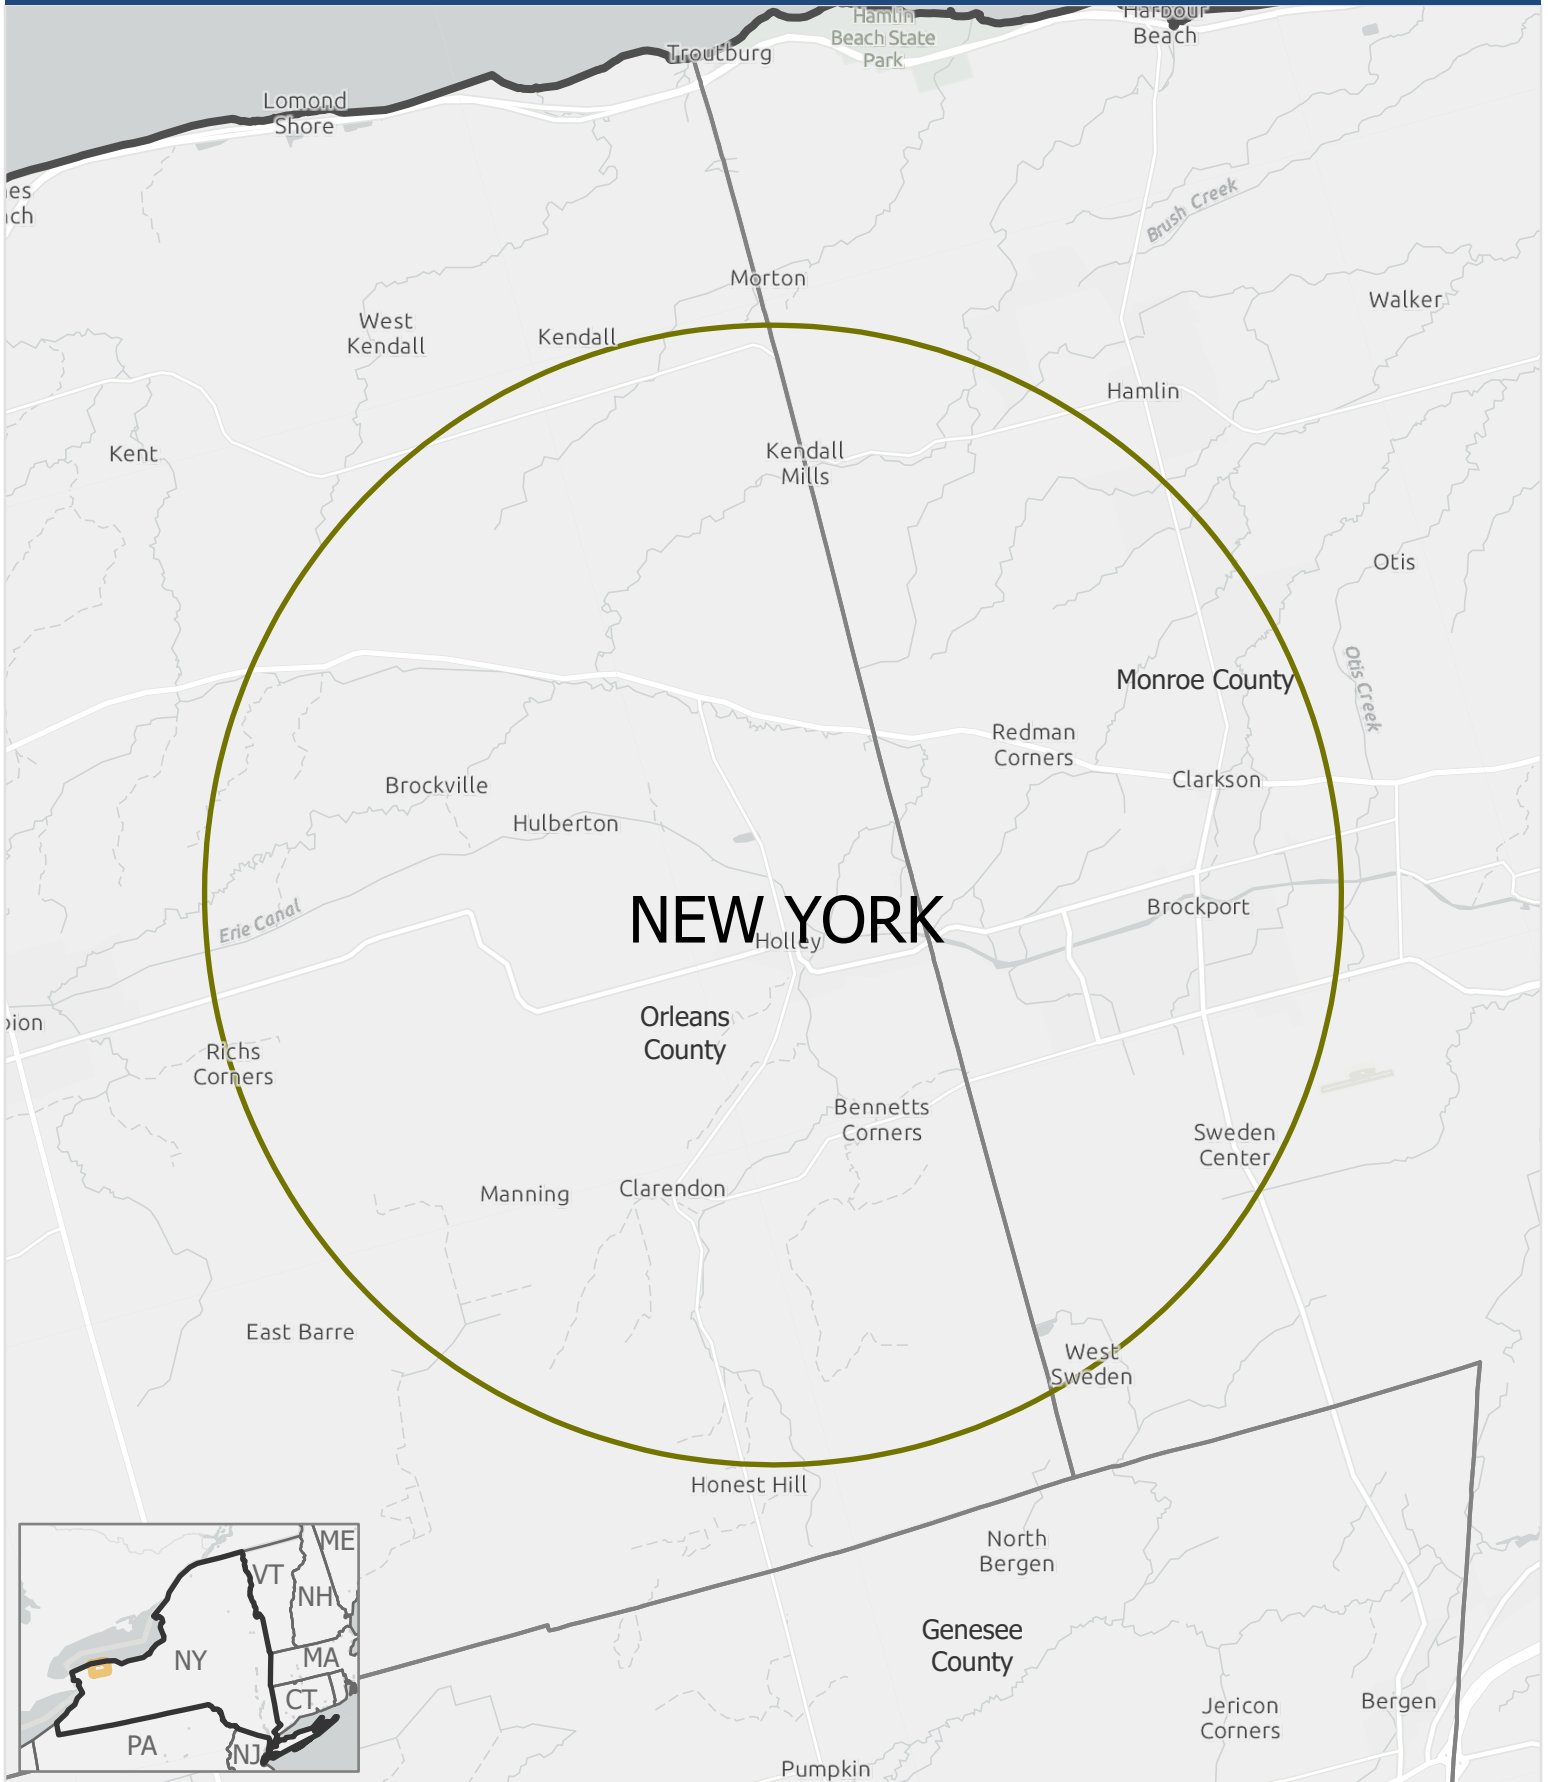 Hamlin
Beach State
Park
Harbour
Beach
Troutburg
Lomond
Shore
Brush Creek
Morton
Walker
West
Kendall
Kendall
Hamlin
Kent
Kendall
Mills
Otis
Otis Creek
Monroe County
Redman
Corners
Clarkson
Brockville
Hulberton
Erie Canal
NEW YORK
Holley
Brockport
Orleans
County
Richs
Corners
Bennetts
Corners
Sweden
Center
Manning
Clarendon
East Barre
West
Sweden
Honest Hill
North
Bergen
Genesee
County
Jericon
Corners
Bergen
Pumpkin
ME
VT
NH
NY
MA
CT
PA
NJ